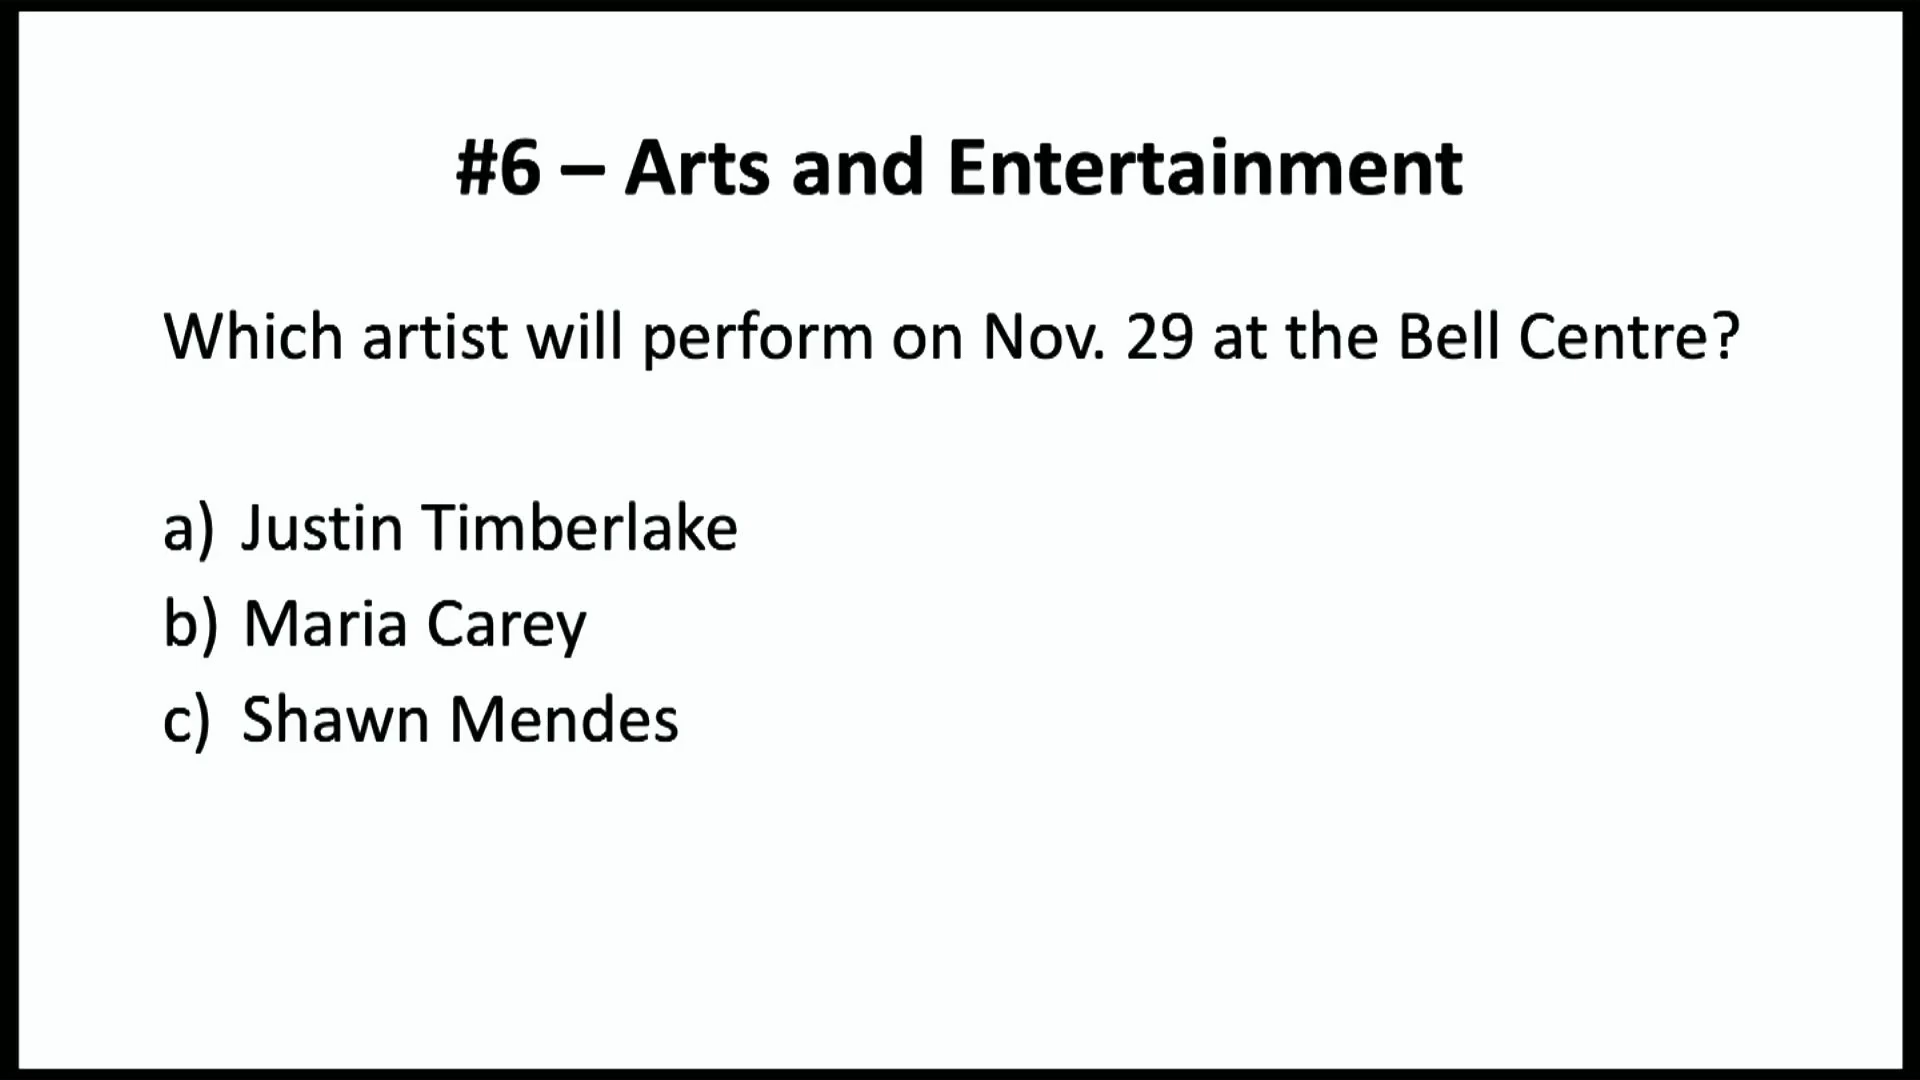 #6 – Arts and Entertainment
Which artist will perform on Nov. 29 at the Bell Centre?
a) Justin Timberlake
b) Maria Carey
c) Shawn Mendes